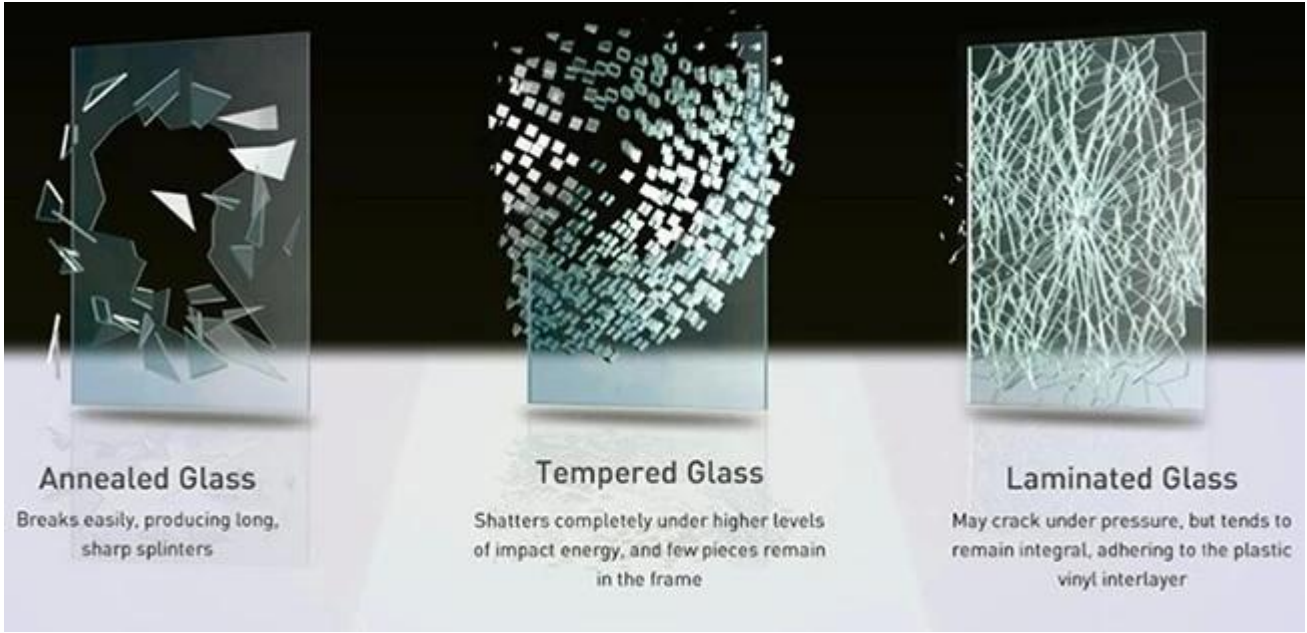 Annealed Glass
Breaks easily, producing long,
sharp splinters
Tempered Glass
Shatters completely under higher levels
of impact energy, and few pieces remain
in the frame
Laminated Glass
May crack under pressure, but tends to
remain integral, adhering to the plastic
vinyl interlayer